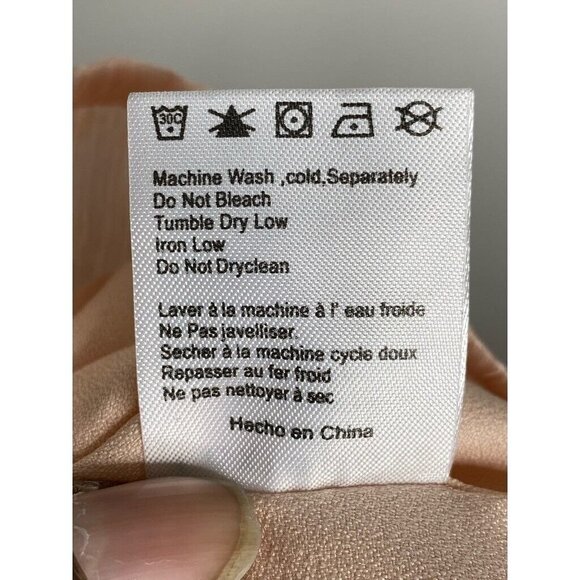 30C
Machine Wash ,cold,Separately
Do Not Bleach
Tumble Dry Low
Iron Low
Do Not Dryclean
Laver à la machine à l' eau froide
Ne Pas javelliser.
Secher à la machine cycle doux
Repasser au fer froid
Ne pas nettoyer à sec
Hecho en China